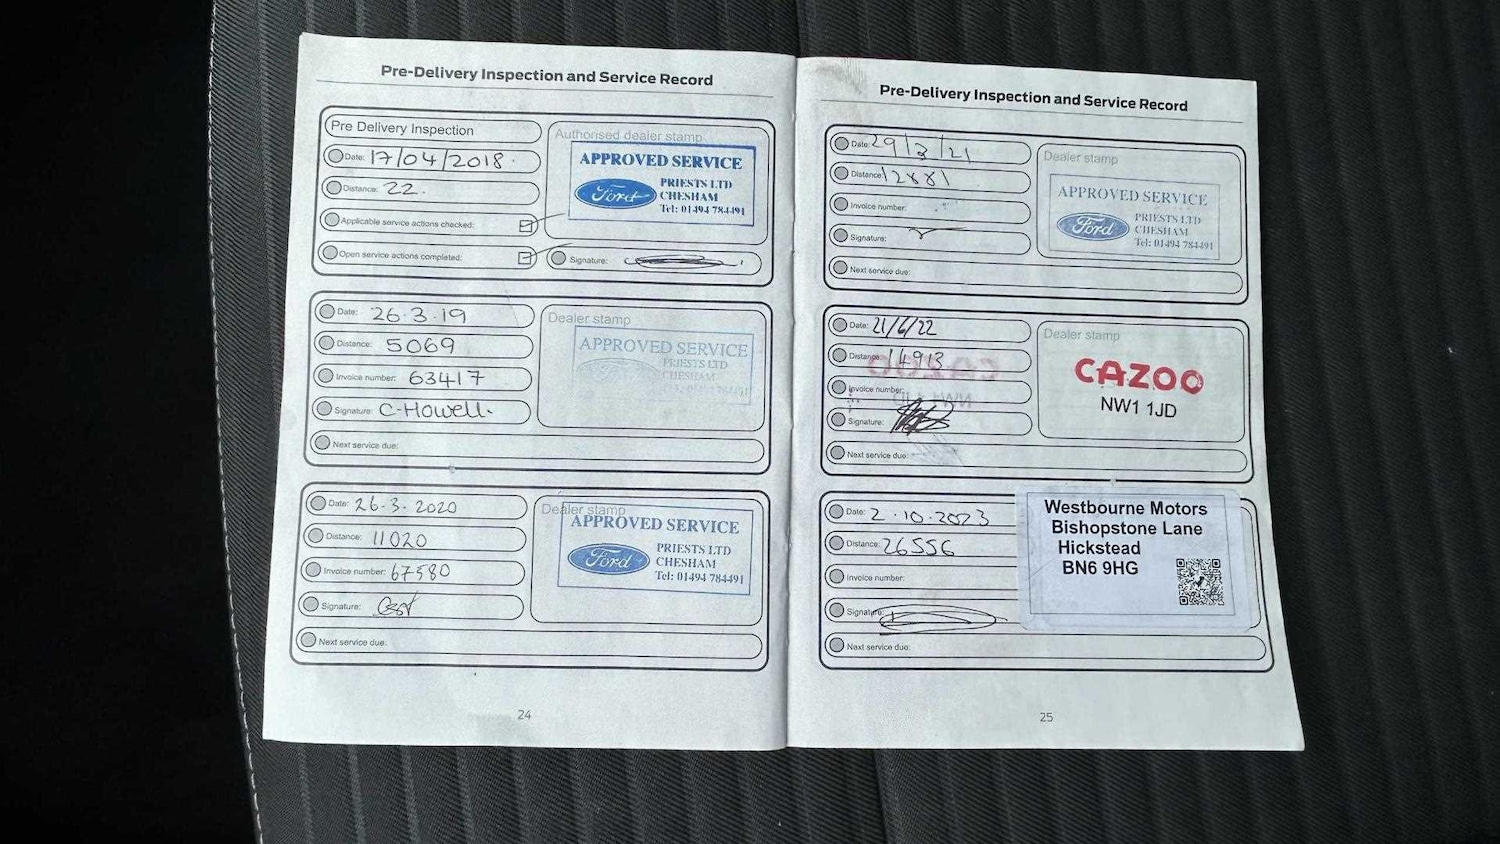 Pre-Delivery Inspection and Service Record
Pre Delivery Inspection
Date: 17/04/2018.
Distance: 22.
Applicable service actions checked:
Open service actions completed:
Authorised dealer stamp
APPROVED SERVICE
Ford
PRIESTS LTD
CHESHAM
Tel: 01494 784491
Signature:
Date: 26.3.19
Distance: 5069
Invoice number: 63417
Signature: C.Howell.
Next service due:
Dealer stamp
APPROVED SERVICE
PRIESTS LTD
CHESHAM
Date: 26.3.2020
Distance: 11020
Invoice number: 67580
Signature:
Next service due:
Dealer stamp
APPROVED SERVICE
Ford
PRIESTS LTD
CHESHAM
Tel: 01494 784491
24
Pre-Delivery Inspection and Service Record
Date: 29/3/21
Distance: 12881
Invoice number:
Signature:
Next service due:
Dealer stamp
APPROVED SERVICE
Ford
PRIESTS LTD
CHESHAM
Tel: 01494 784491
Date: 21/6/22
Distance: 14913
Invoice number:
Signature:
Next service due:
Dealer stamp
CAZOO
NW1 1JD
Date: 2.10.2023
Distance: 26556
Invoice number:
Signature:
Next service due:
Westbourne Motors
Bishopstone Lane
Hickstead
BN6 9HG
25